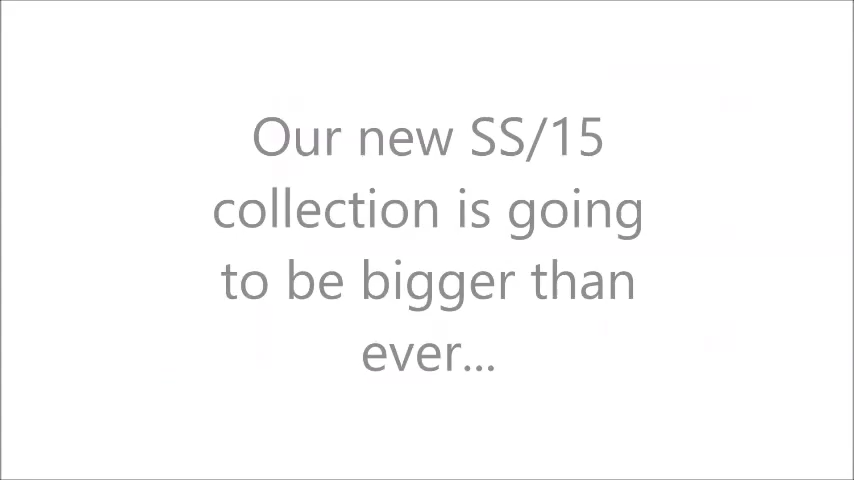 Our new SS/15
collection is going
to be bigger than
ever...